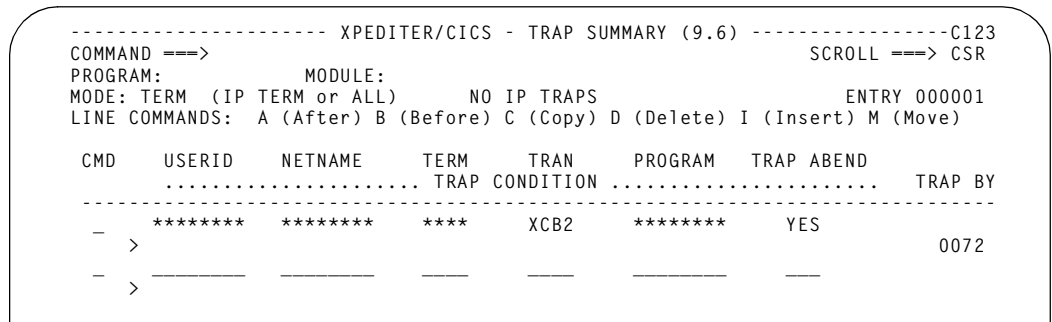 ---------------------- XPEDITER/CICS - TRAP SUMMARY (9.6) -----------------C123
COMMAND ===> SCROLL ===> CSR
PROGRAM: MODULE:
MODE: TERM (IP TERM or ALL) NO IP TRAPS ENTRY 000001
LINE COMMANDS: A (After) B (Before) C (Copy) D (Delete) I (Insert) M (Move)
CMD USERID NETNAME TERM TRAN PROGRAM TRAP ABEND
...................... TRAP CONDITION ....................... TRAP BY
-------------------------------------------------------------------------------
_ ******** ******** **** XCB2 ******** YES
> 0072
_ ________ ________ ____ ____ ________ ___
>